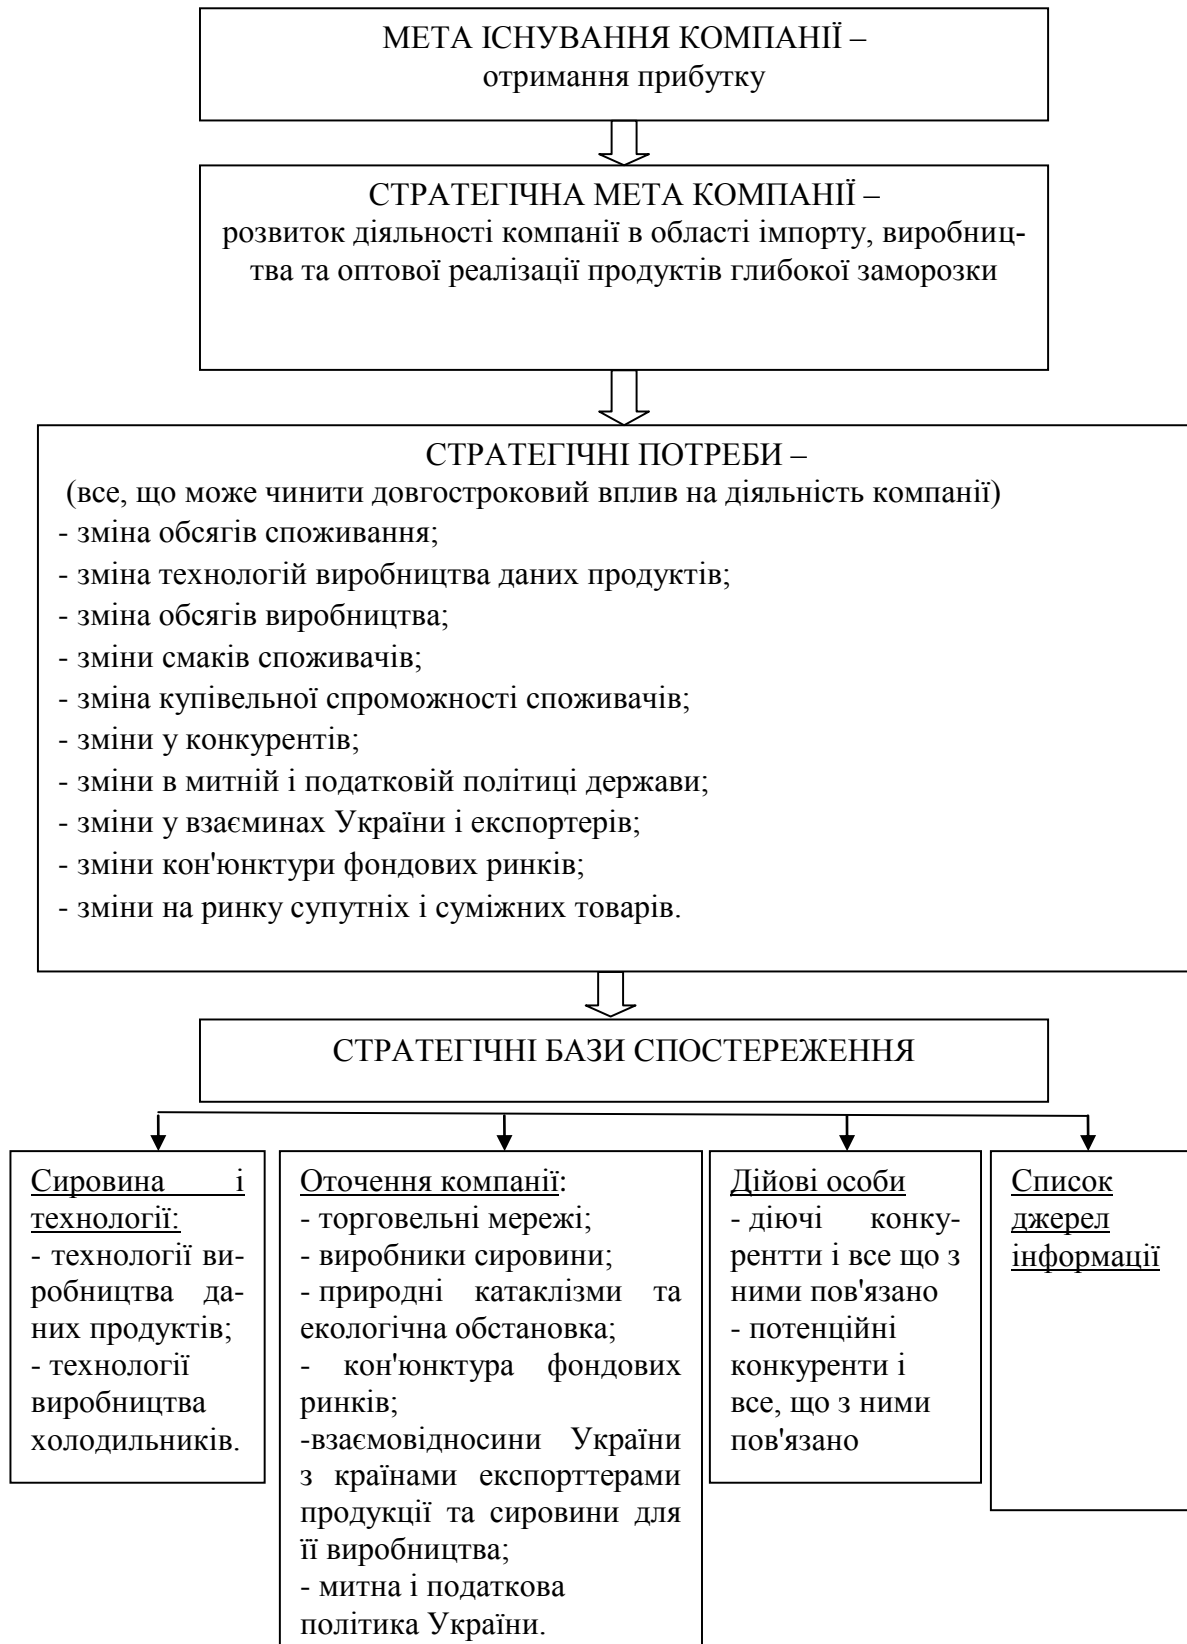 МЕТА ІСНУВАННЯ КОМПАНІЇ –
отримання прибутку
СТРАТЕГІЧНА МЕТА КОМПАНІЇ –
розвиток діяльності компанії в області імпорту, виробниц-
тва та оптової реалізації продуктів глибокої заморозки
СТРАТЕГІЧНІ ПОТРЕБИ –
(все, що може чинити довгостроковий вплив на діяльність компанії)
- зміна обсягів споживання;
- зміна технологій виробництва даних продуктів;
- зміна обсягів виробництва;
- зміни смаків споживачів;
- зміна купівельної спроможності споживачів;
- зміни у конкурентів;
- зміни в митній і податковій політиці держави;
- зміни у взаєминах України і експортерів;
- зміни кон'юнктури фондових ринків;
- зміни на ринку супутніх і суміжних товарів.
СТРАТЕГІЧНІ БАЗИ СПОСТЕРЕЖЕННЯ
Сировина і
технології:
- технології ви-
робництва да-
них продуктів;
- технології
виробництва
холодильників.
Оточення компанії:
- торговельні мережі;
- виробники сировини;
- природні катаклізми та
екологічна обстановка;
- кон'юнктура фондових
ринків;
-взаємовідносини України
з країнами експорттерами
продукції та сировини для
її виробництва;
- митна і податкова
політика України.
Дійові особи
- діючі конку-
рентти і все що з
ними пов'язано
- потенційні
конкуренти і
все, що з ними
пов'язано
Список
джерел
інформації